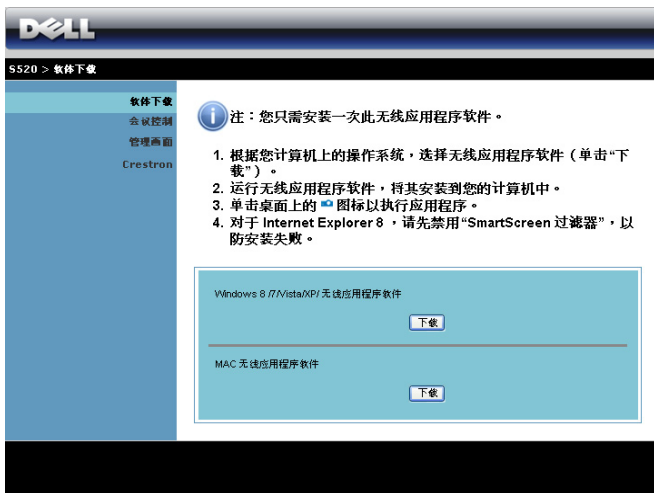 DELL
S520 > 软体下载
软体下载
会议控制
管理画面
Crestron
注：您只需安装一次此无线应用程序软件。
1. 根据您计算机上的操作系统，选择无线应用程序软件（单击“下
载”）。
2. 运行无线应用程序软件，将其安装到您的计算机中。
3. 单击桌面上的 图标以执行应用程序。
4. 对于 Internet Explorer 8 ，请先禁用“SmartScreen 过滤器”，以
防安装失败。
Windows 8 /7/Vista/XP/ 无线应用程序软件
下载
MAC 无线应用程序软件
下载